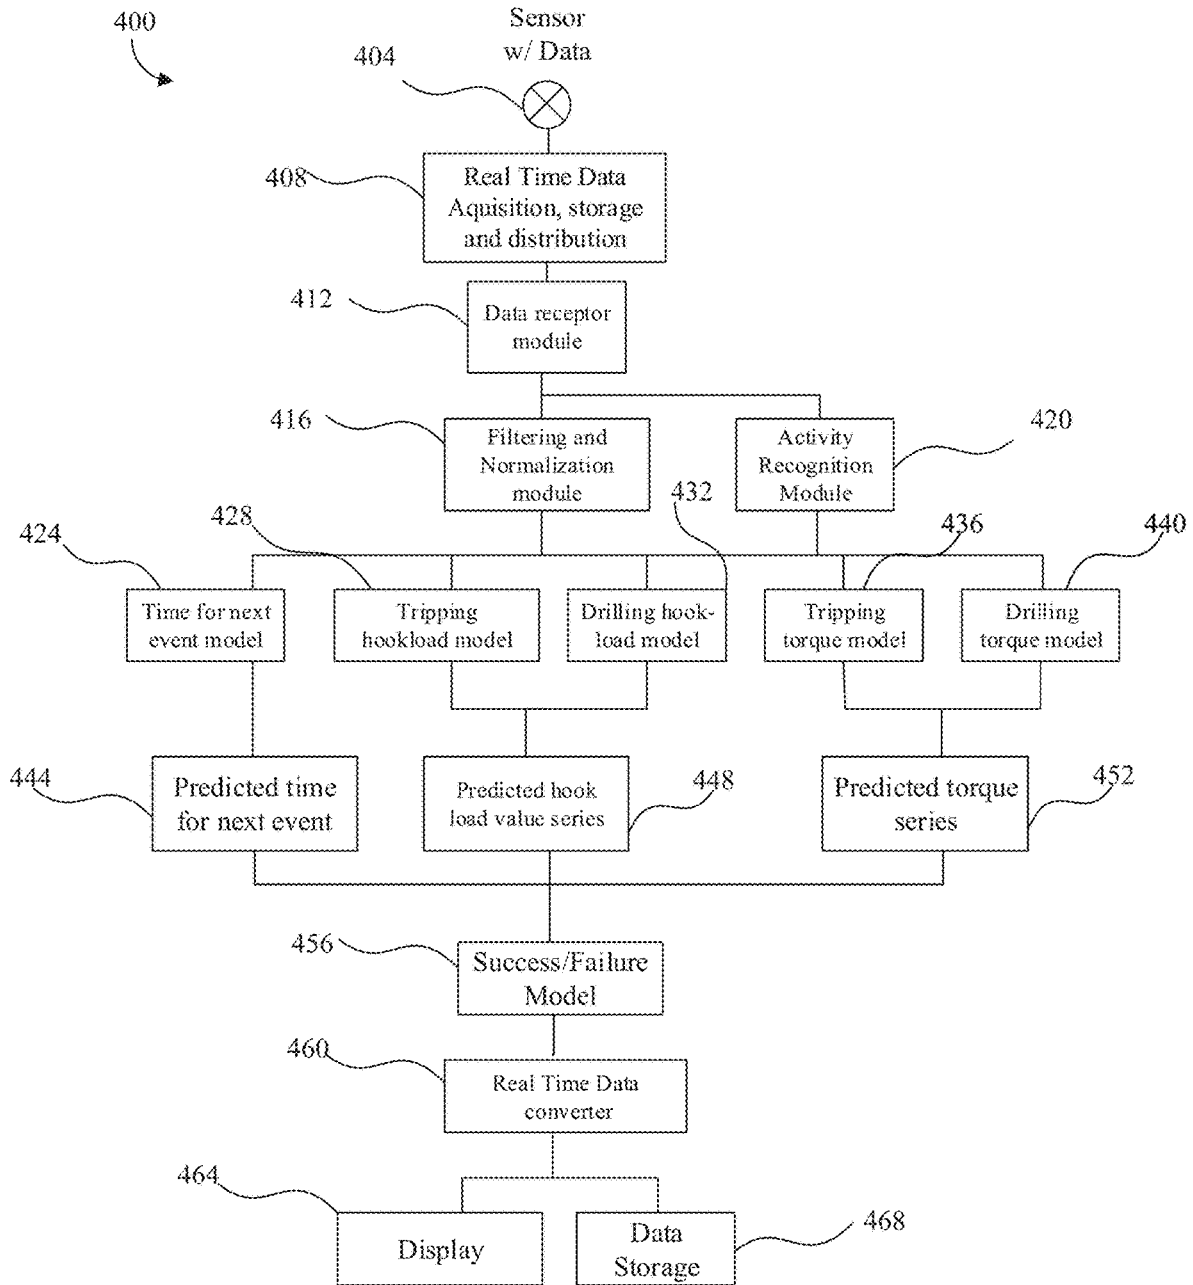 400
Sensor
w/ Data
404
408
Real Time Data
Aquisition, storage
and distribution
412
Data receptor
module
416
Filtering and
Normalization
module
Activity
Recognition
Module
420
424
428
432
436
440
Time for next
event model
Tripping
hookload model
Drilling hook-
load model
Tripping
torque model
Drilling
torque model
444
Predicted time
for next event
Predicted hook
load value series
448
Predicted torque
series
452
456
Success/Failure
Model
460
Real Time Data
converter
464
Display
Data
Storage
468